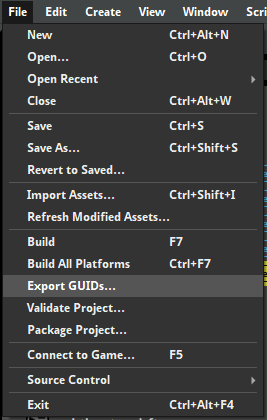 File Edit Create View Window Scri
New Ctrl+Alt+N
Open... Ctrl+O
Open Recent
Close Ctrl+Alt+W
Save Ctrl+S
Save As... Ctrl+Shift+S
Revert to Saved...
Import Assets... Ctrl+Shift+I
Refresh Modified Assets...
Build F7
Build All Platforms Ctrl+F7
Export GUIDs...
Validate Project...
Package Project...
Connect to Game... F5
Source Control
Exit Ctrl+Alt+F4